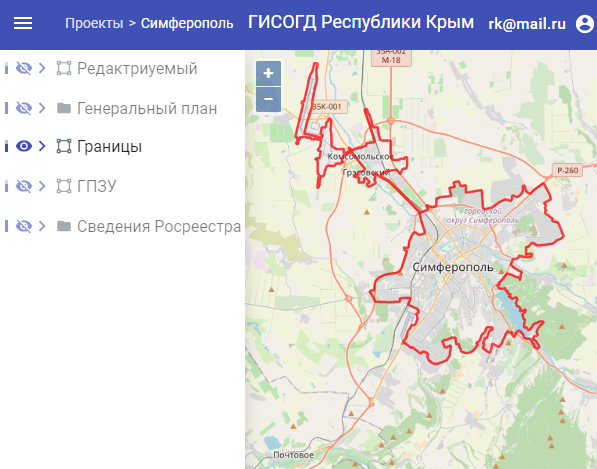 Проекты > Симферополь ГИСОГД Республики Крым rk@mail.ru
Редактриуемый
Генеральный план
Границы
ГПЗУ
Сведения Росреестра
+
−
35А-002
М-18
35К-001
Комсомольское
Грэсовский
Р-260
Городской
округ Симферополь
Симферополь
Почтовое